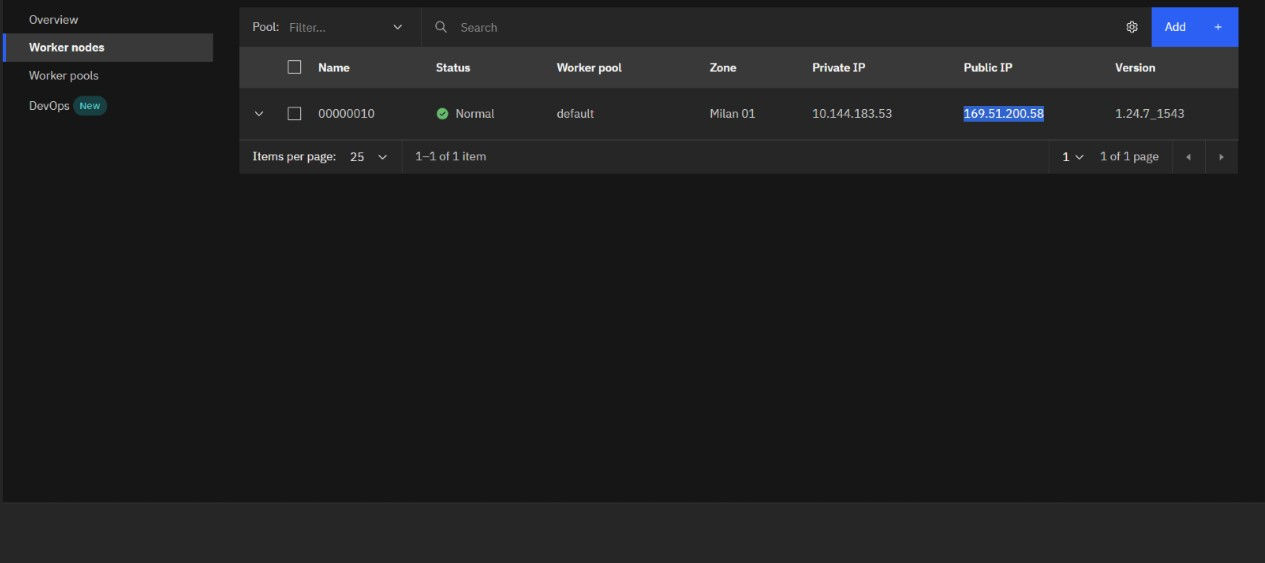 Overview
Worker nodes
Worker pools
DevOps New
Pool: Filter... Search Add +
Name Status Worker pool Zone Private IP Public IP Version
00000010 Normal default Milan 01 10.144.183.53 169.51.200.58 1.24.7_1543
Items per page: 25 1–1 of 1 item 1 1 of 1 page